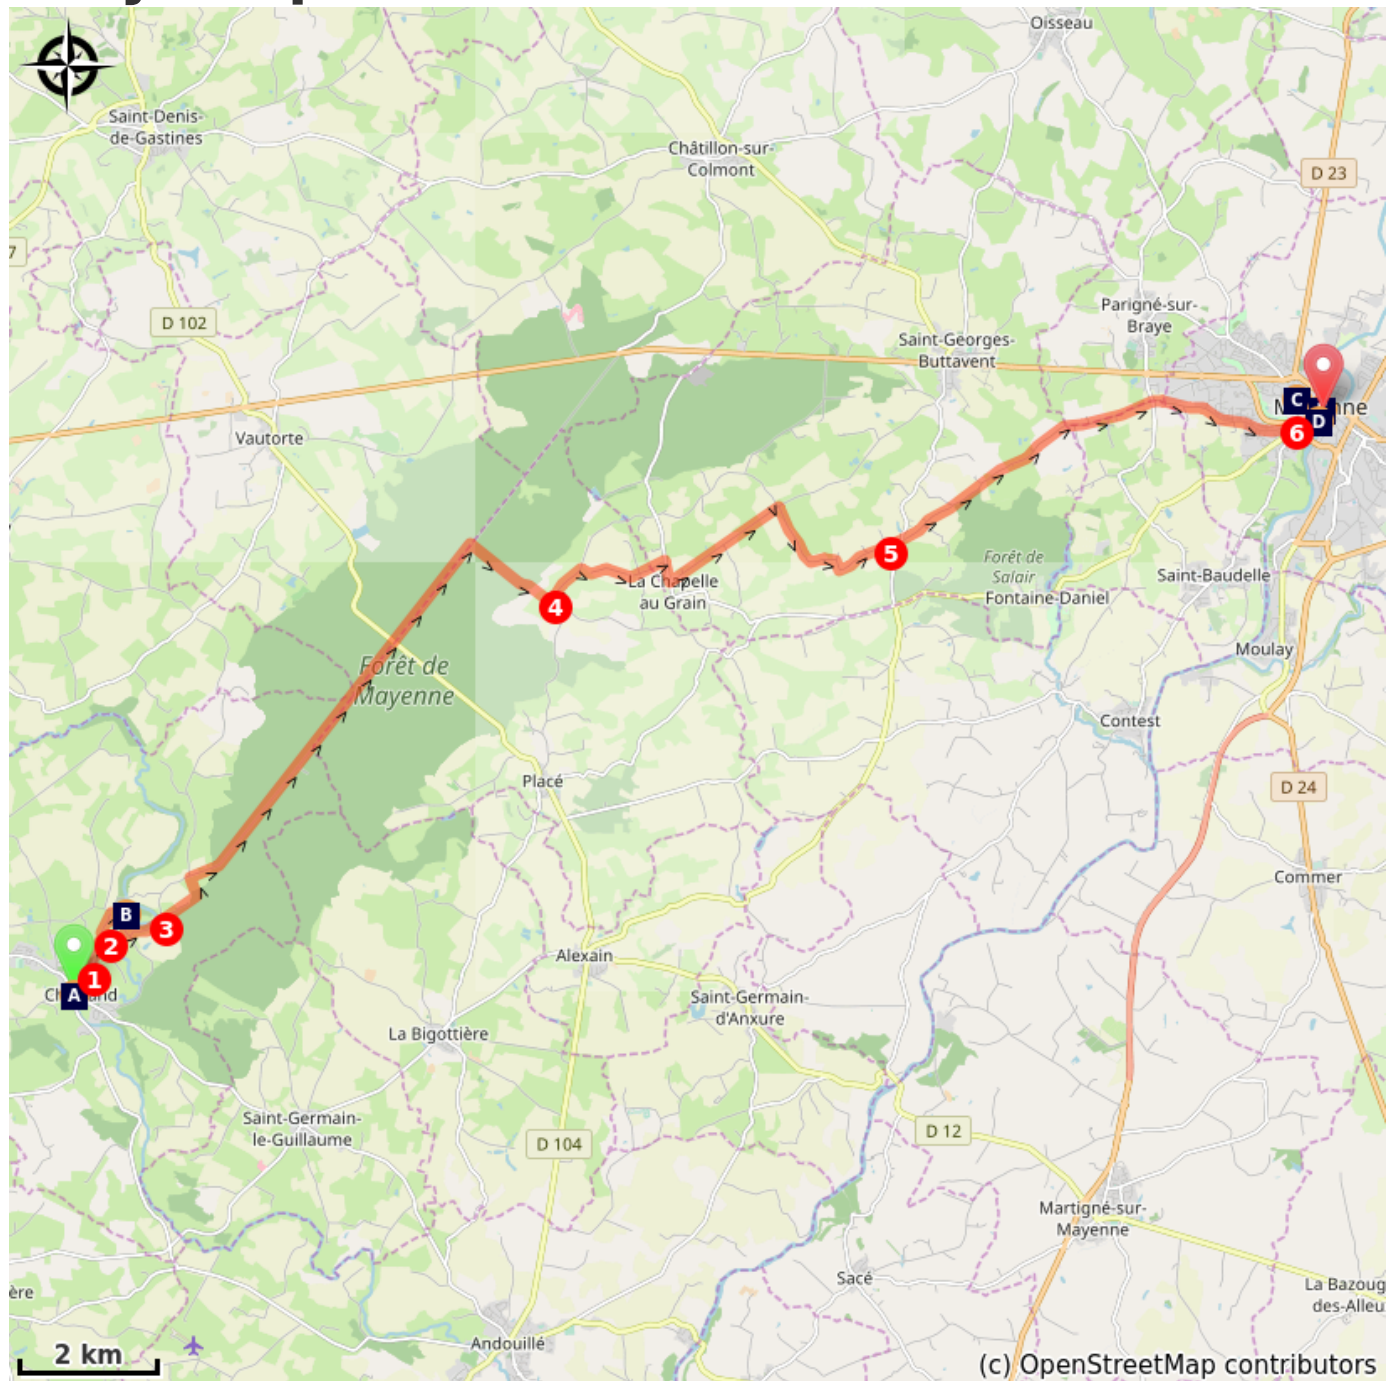 Oisseau
Saint-Denis-
de-Gastines
Châtillon-sur-
Colmont
D 23
7
D 102
Parigné-sur-
Braye
Saint-Georges-
Buttavent
C
D
6
Vautorte
5
Forêt de
Salair
Fontaine-Daniel
Saint-Baudelle
La Chapelle
au Grain
4
Moulay
Forêt de
Mayenne
Contest
Placé
D 24
Commer
B
3
2
1
A
Alexain
Saint-Germain-
d'Anxure
La Bigottière
Saint-Germain-
le-Guillaume
D 104
D 12
Martigné-sur-
Mayenne
Sacé
ère
La Bazoug
des-Alleu
Andouillé
2 km
(c) OpenStreetMap contributors